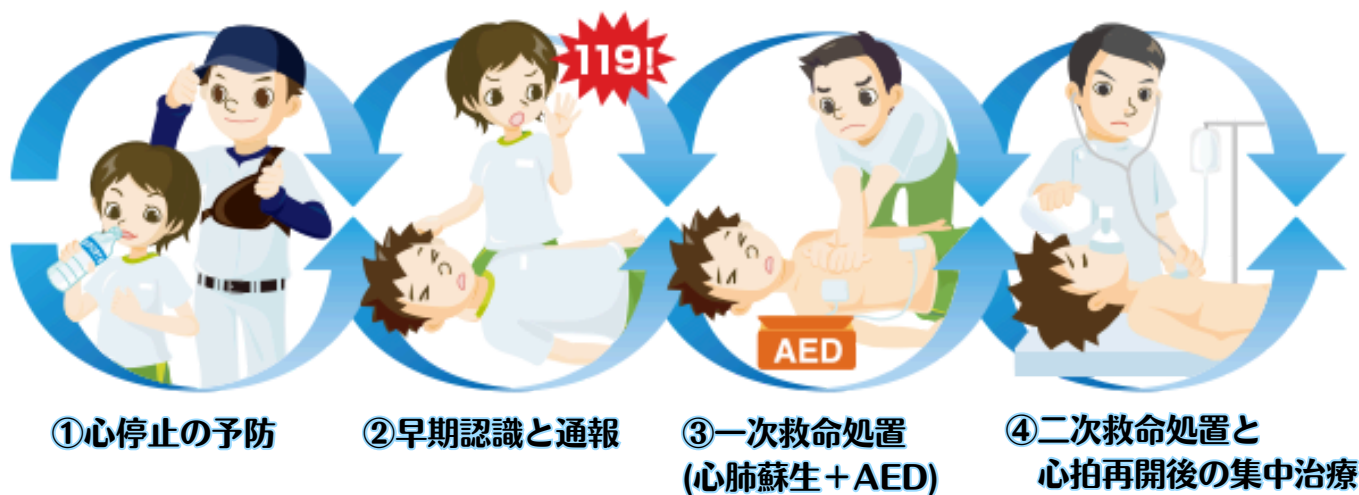 119!
AED
①心停止の予防
②早期認識と通報
③一次救命処置
(心肺蘇生+AED)
④二次救命処置と
心拍再開後の集中治療